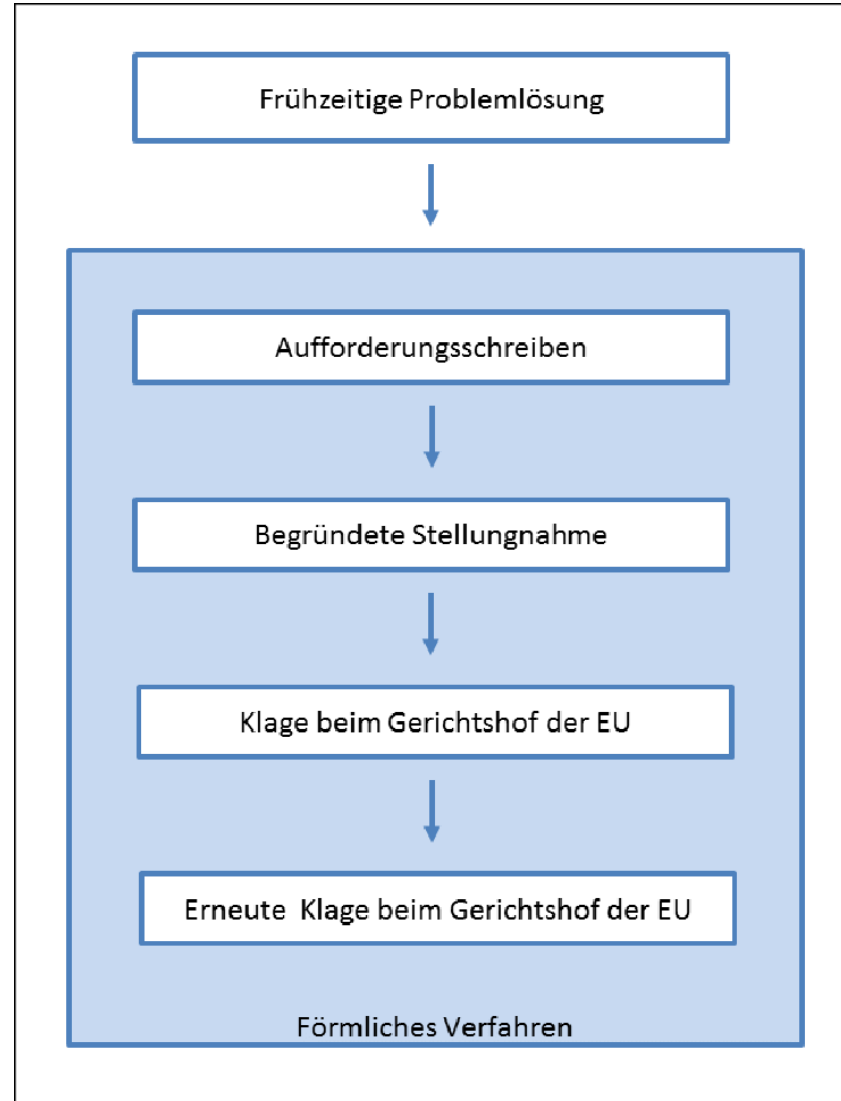 Frühzeitige Problemlösung
Aufforderungsschreiben
Begründete Stellungnahme
Klage beim Gerichtshof der EU
Erneute Klage beim Gerichtshof der EU
Förmliches Verfahren